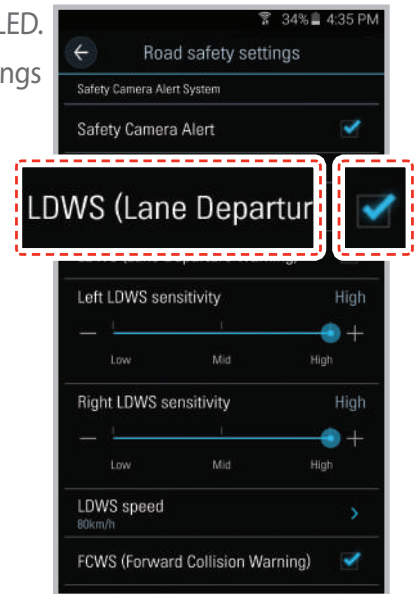 LED.
ngs
34% 4:35 PM
Road safety settings
Safety Camera Alert System
Safety Camera Alert
LDWS (Lane Departur
Left LDWS sensitivity High
Low Mid High
Right LDWS sensitivity High
Low Mid High
LDWS speed
80km/h
FCWS (Forward Collision Warning)